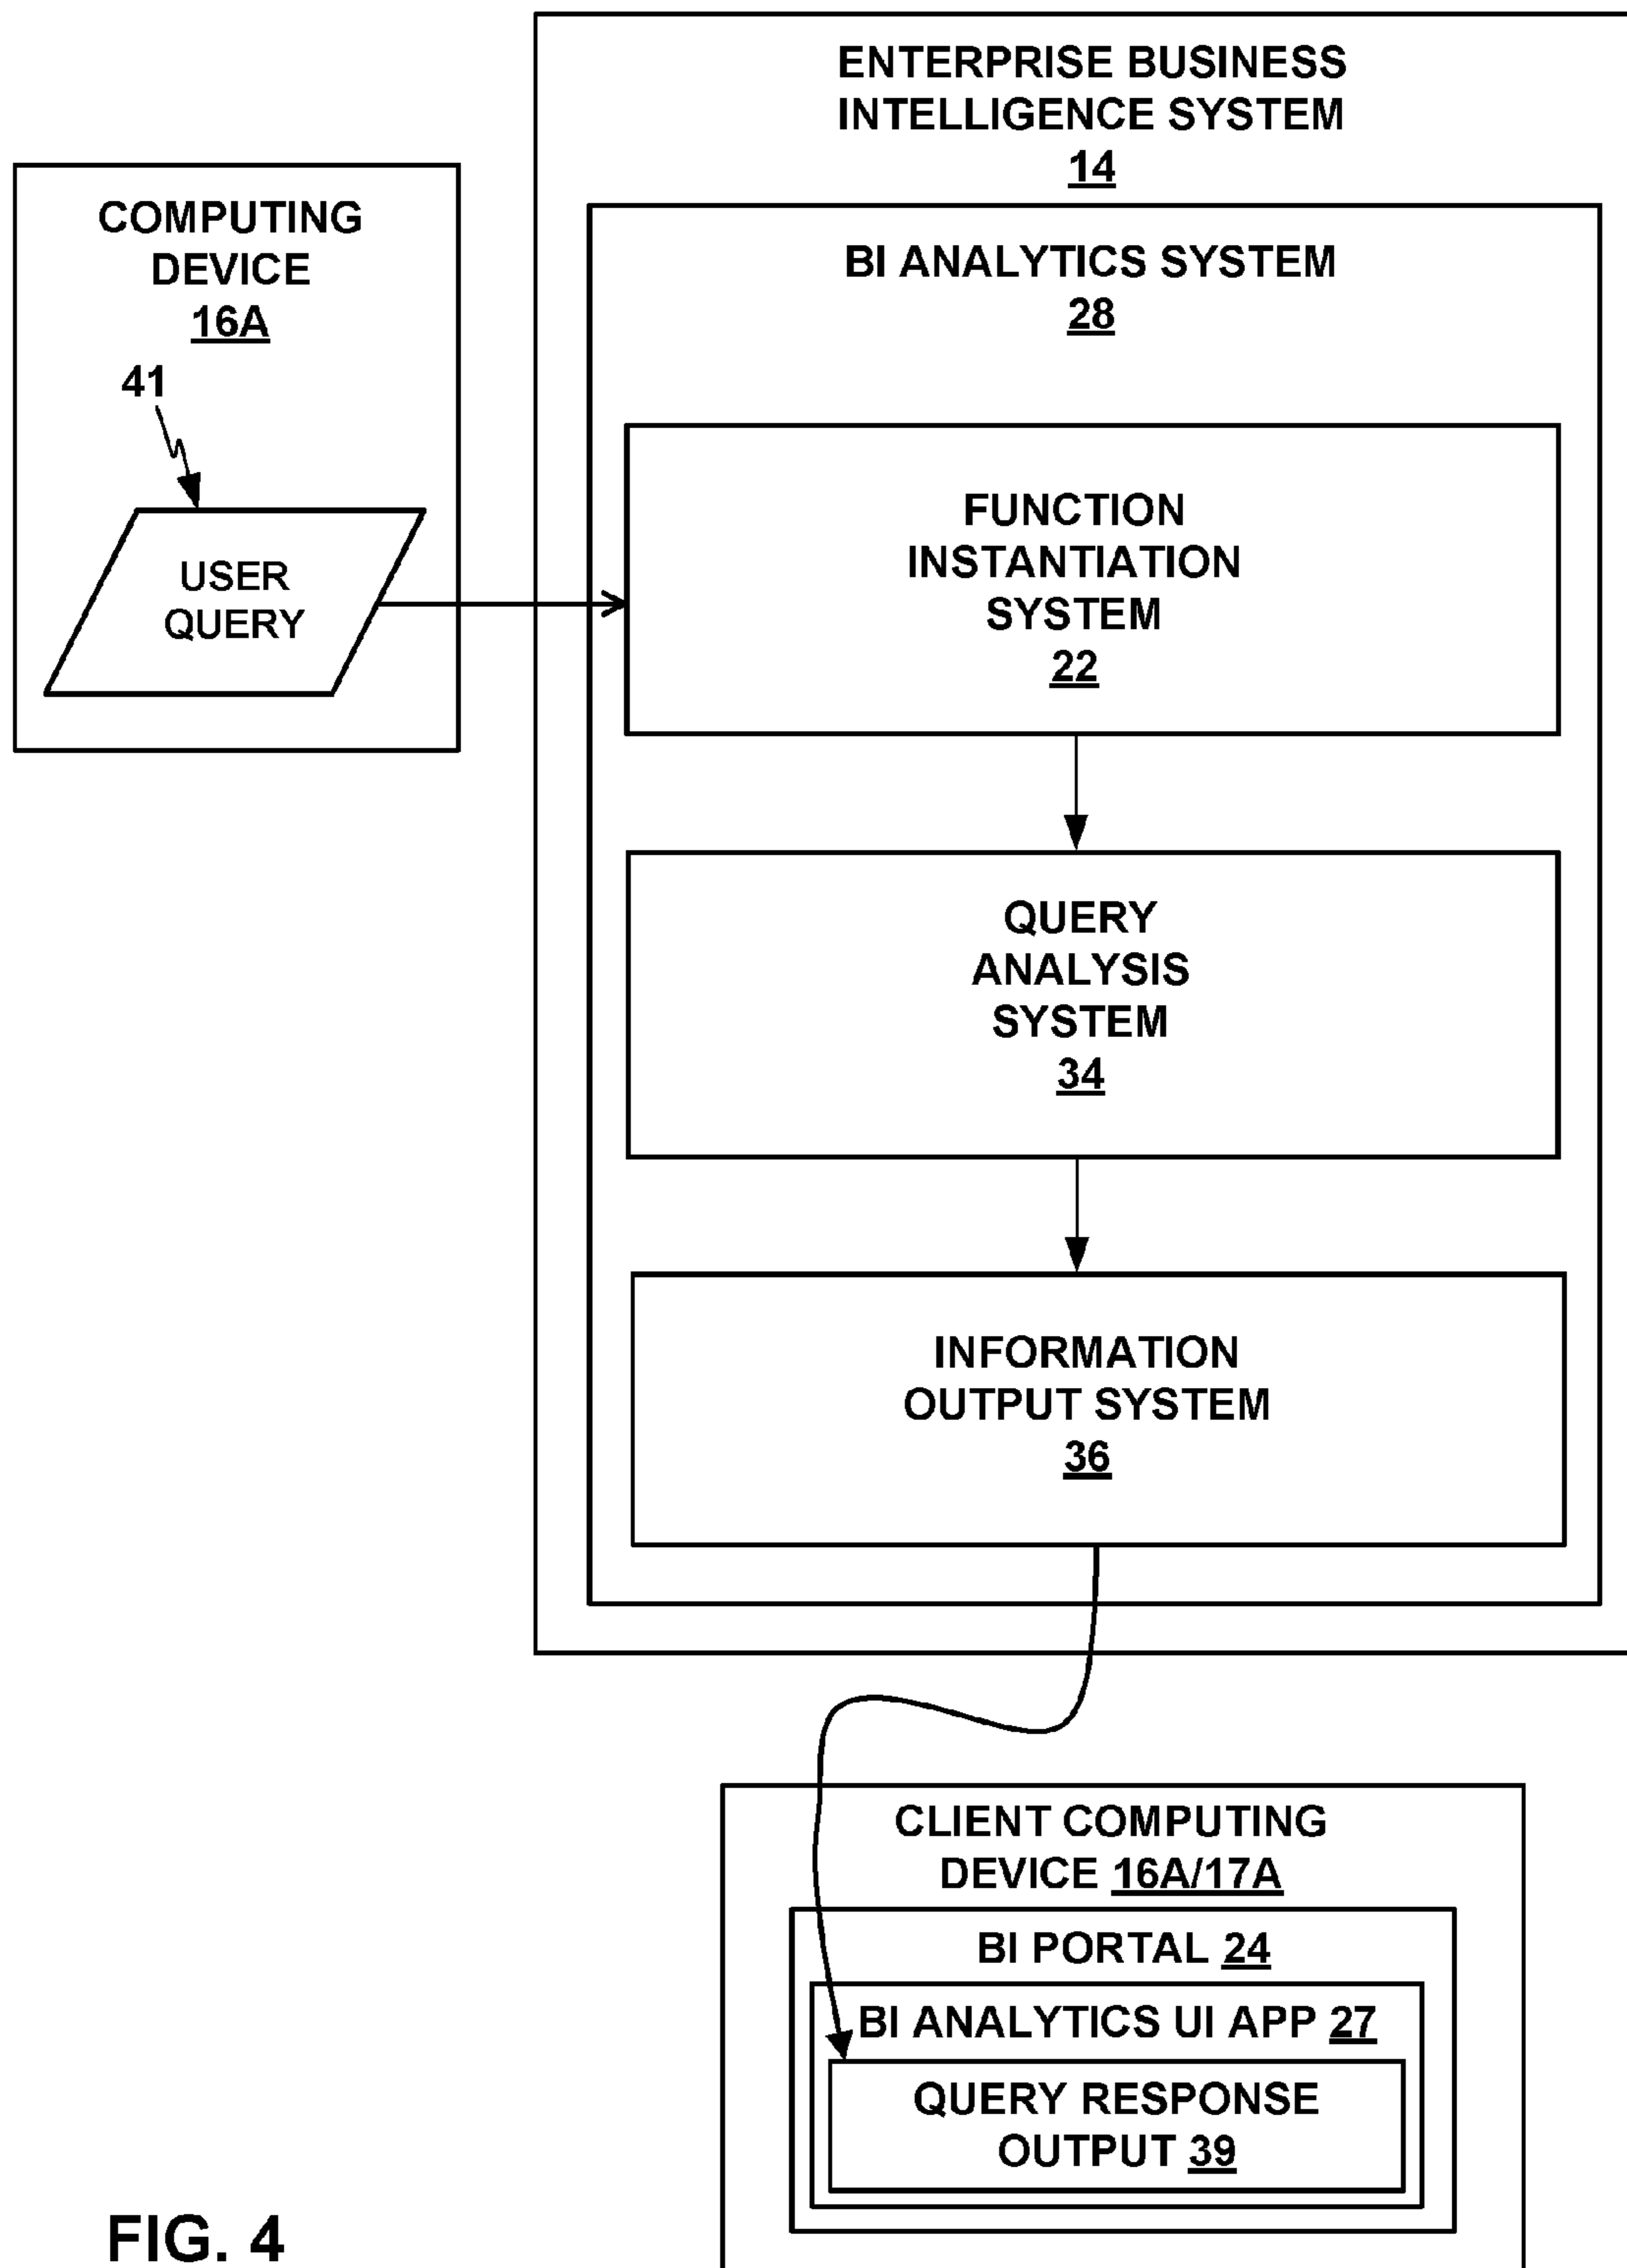 ENTERPRISE BUSINESS
INTELLIGENCE SYSTEM
14
COMPUTING
DEVICE
16A
41
USER
QUERY
BI ANALYTICS SYSTEM
28
FUNCTION
INSTANTIATION
SYSTEM
22
QUERY
ANALYSIS
SYSTEM
34
INFORMATION
OUTPUT SYSTEM
36
CLIENT COMPUTING
DEVICE 16A/17A
BI PORTAL 24
BI ANALYTICS UI APP 27
QUERY RESPONSE
OUTPUT 39
FIG. 4